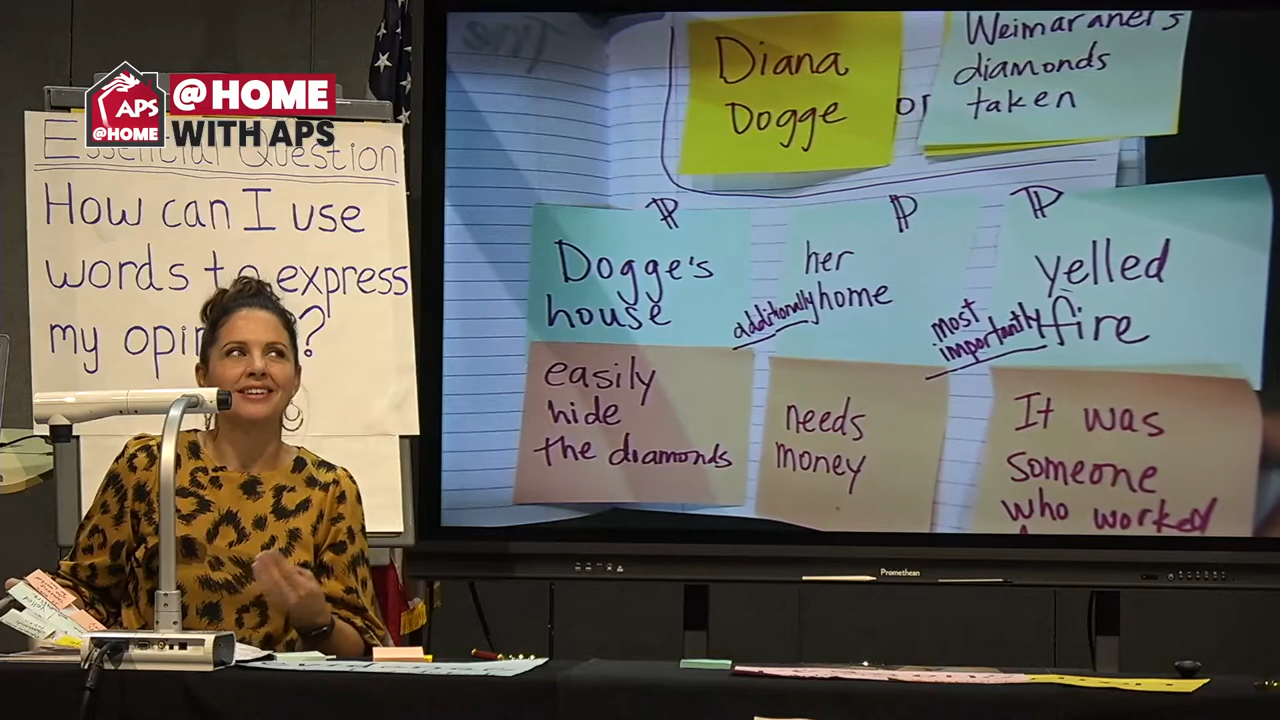 APS
@HOME
@HOME
WITH APS
Essential Question
How can I use
words to express
my opin ?
Diana
Dogge
or
Weimaraner's
diamonds
taken
P
Dogge's
house
easily
hide
the diamonds
additionally
P
her
home
needs
money
most
importantly
P
yelled
fire
It was
someone
who worked
Promethean